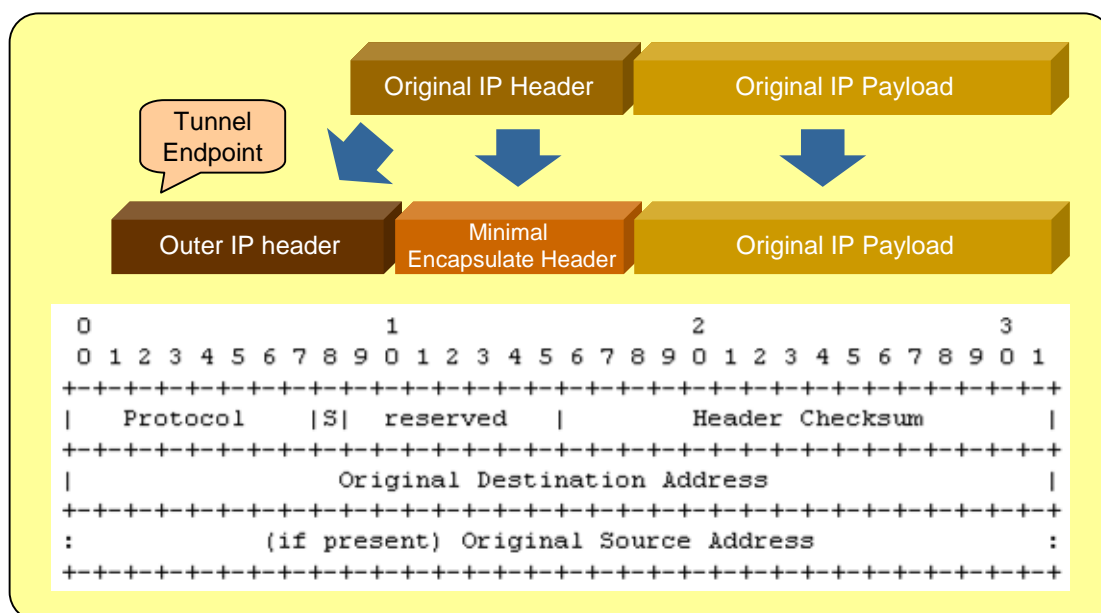 Original IP Header
Original IP Payload
Tunnel
Endpoint
Outer IP header
Minimal
Encapsulate Header
Original IP Payload
0 1 2 3
0 1 2 3 4 5 6 7 8 9 0 1 2 3 4 5 6 7 8 9 0 1 2 3 4 5 6 7 8 9 0 1
+-+-+-+-+-+-+-+-+-+-+-+-+-+-+-+-+-+-+-+-+-+-+-+-+-+-+-+-+-+-+-+-+
| Protocol |S| reserved | Header Checksum |
+-+-+-+-+-+-+-+-+-+-+-+-+-+-+-+-+-+-+-+-+-+-+-+-+-+-+-+-+-+-+-+-+
| Original Destination Address |
+-+-+-+-+-+-+-+-+-+-+-+-+-+-+-+-+-+-+-+-+-+-+-+-+-+-+-+-+-+-+-+-+
: (if present) Original Source Address :
+-+-+-+-+-+-+-+-+-+-+-+-+-+-+-+-+-+-+-+-+-+-+-+-+-+-+-+-+-+-+-+-+